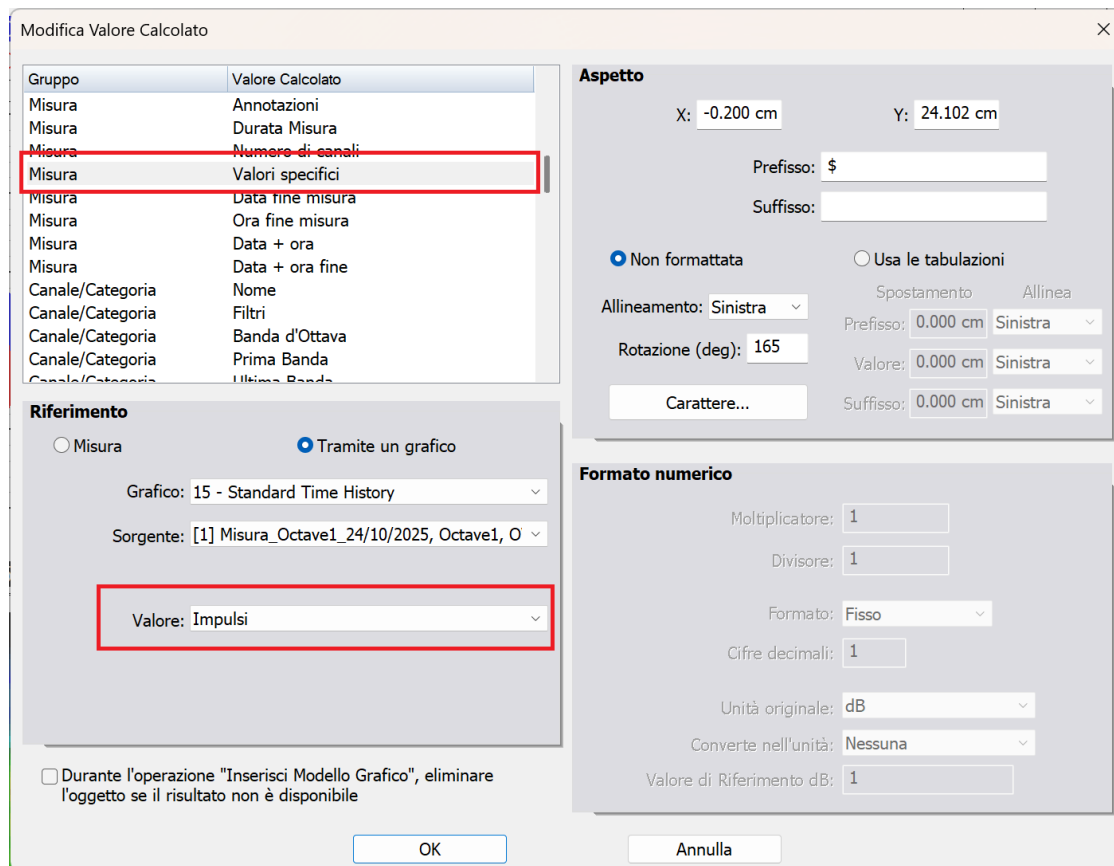 Modifica Valore Calcolato
Gruppo Valore Calcolato
Misura Annotazioni
Misura Durata Misura
Misura Numero di canali
Misura Valori specifici
Misura Data fine misura
Misura Ora fine misura
Misura Data + ora
Misura Data + ora fine
Canale/Categoria Nome
Canale/Categoria Filtri
Canale/Categoria Banda d'Ottava
Canale/Categoria Prima Banda
Canale/Categoria Ultima Banda
Riferimento
Misura Tramite un grafico
Grafico: 15 - Standard Time History
Sorgente: [1] Misura_Octave1_24/10/2025, Octave1, O
Valore: Impulsi
Durante l'operazione "Inserisci Modello Grafico", eliminare
l'oggetto se il risultato non è disponibile
Aspetto
X: -0.200 cm Y: 24.102 cm
Prefisso: $
Suffisso:
Non formattata Usa le tabulazioni
Spostamento Allinea
Allineamento: Sinistra
Prefisso: 0.000 cm Sinistra
Rotazione (deg): 165
Valore: 0.000 cm Sinistra
Carattere...
Suffisso: 0.000 cm Sinistra
Formato numerico
Moltiplicatore: 1
Divisore: 1
Formato: Fisso
Cifre decimali: 1
Unità originale: dB
Converte nell'unità: Nessuna
Valore di Riferimento dB: 1
OK Annulla